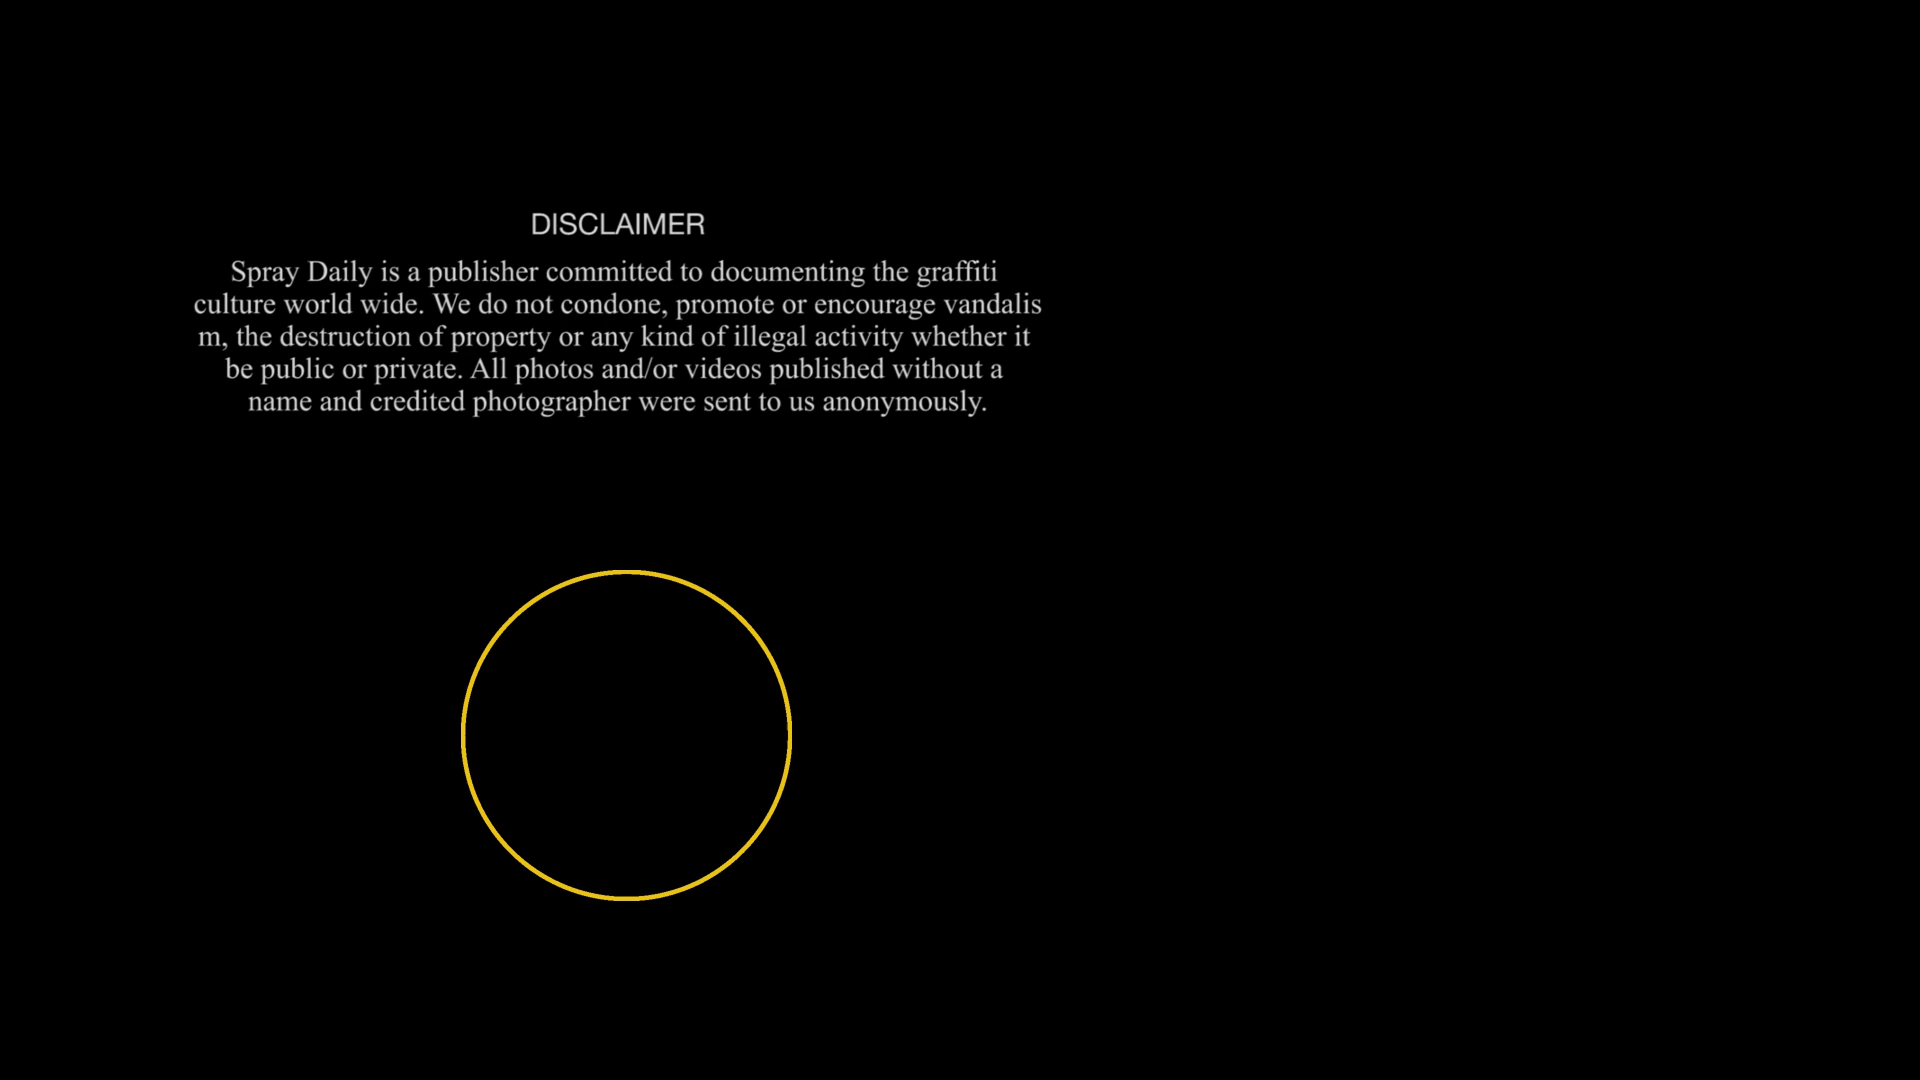 DISCLAIMER
Spray Daily is a publisher committed to documenting the graffiti
culture world wide. We do not condone, promote or encourage vandalis
m, the destruction of property or any kind of illegal activity whether it
be public or private. All photos and/or videos published without a
name and credited photographer were sent to us anonymously.